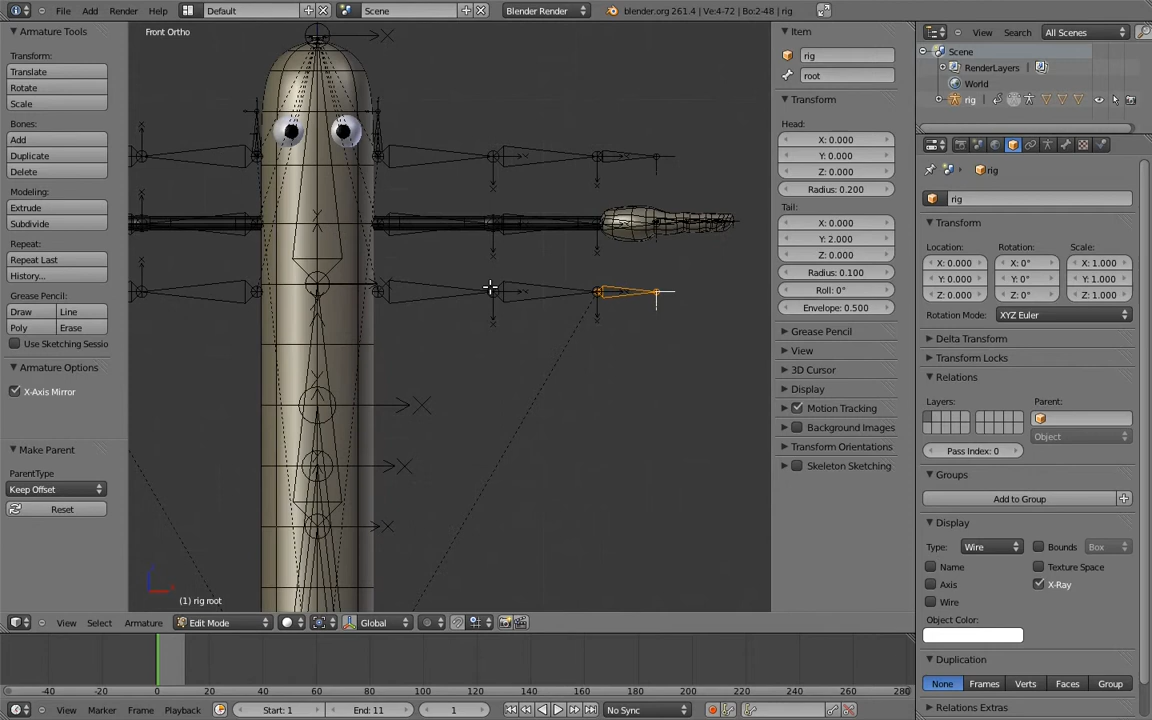 File Add Render Help Default Scene Blender Render blender.org 261.4 | Ve:4-72 | Bo:2-48 | rig
Armature Tools
Transform:
Translate
Rotate
Scale
Bones:
Add
Duplicate
Delete
Modeling:
Extrude
Subdivide
Repeat:
Repeat Last
History...
Grease Pencil:
Draw Line
Poly Erase
Use Sketching Sessio
Armature Options
X-Axis Mirror
Make Parent
ParentType
Keep Offset
Reset
Front Ortho
(1) rig root
Item
rig
root
Transform
Head:
X: 0.000
Y: 0.000
Z: 0.000
Radius: 0.200
Tail:
X: 0.000
Y: 2.000
Z: 0.000
Radius: 0.100
Roll: 0°
Envelope: 0.500
Grease Pencil
View
3D Cursor
Display
Motion Tracking
Background Images
Transform Orientations
Skeleton Sketching
View Search All Scenes
Scene
RenderLayers
World
rig
rig
rig
Transform
Location: Rotation: Scale:
X: 0.000 X: 0° X: 1.000
Y: 0.000 Y: 0° Y: 1.000
Z: 0.000 Z: 0° Z: 1.000
Rotation Mode: XYZ Euler
Delta Transform
Transform Locks
Relations
Layers: Parent:
Object
Pass Index: 0
Groups
Add to Group
Display
Type: Wire Bounds Box
Name Texture Space
Axis X-Ray
Wire
Object Color:
Duplication
None Frames Verts Faces Group
Relations Extras
View Select Armature Edit Mode Global
-40 -20 0 20 40 60 80 100 120 140 160 180 200 220 240 260 280
View Marker Frame Playback Start: 1 End: 11 1 No Sync